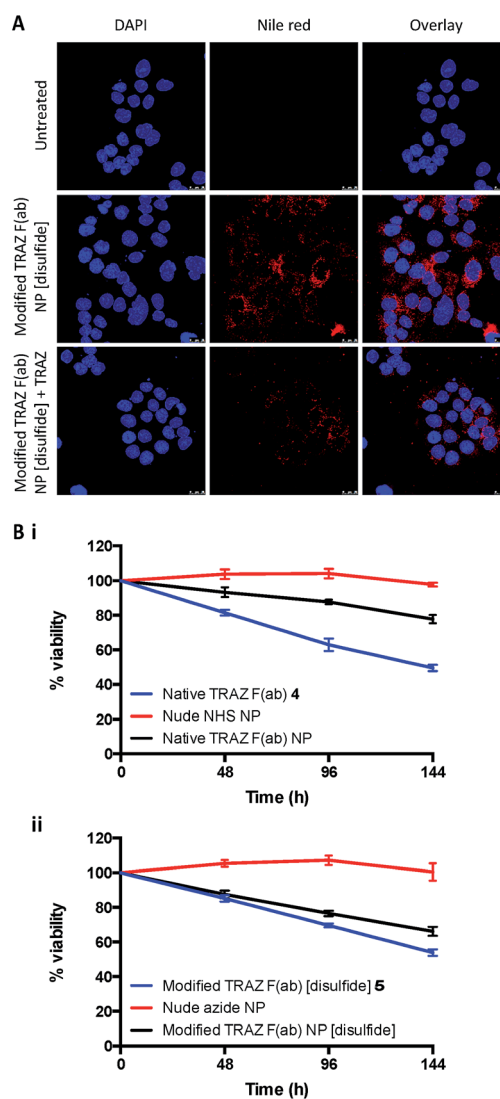 A
DAPI
Nile red
Overlay
Untreated
Modified TRAZ F(ab)
NP [disulfide]
Modified TRAZ F(ab)
NP [disulfide] + TRAZ
B i
120
100
80
60
40
20
0
% viability
Native TRAZ F(ab) 4
Nude NHS NP
Native TRAZ F(ab) NP
0
48
96
144
Time (h)
ii
120
100
80
60
40
20
0
% viability
Modified TRAZ F(ab) [disulfide] 5
Nude azide NP
Modified TRAZ F(ab) NP [disulfide]
0
48
96
144
Time (h)